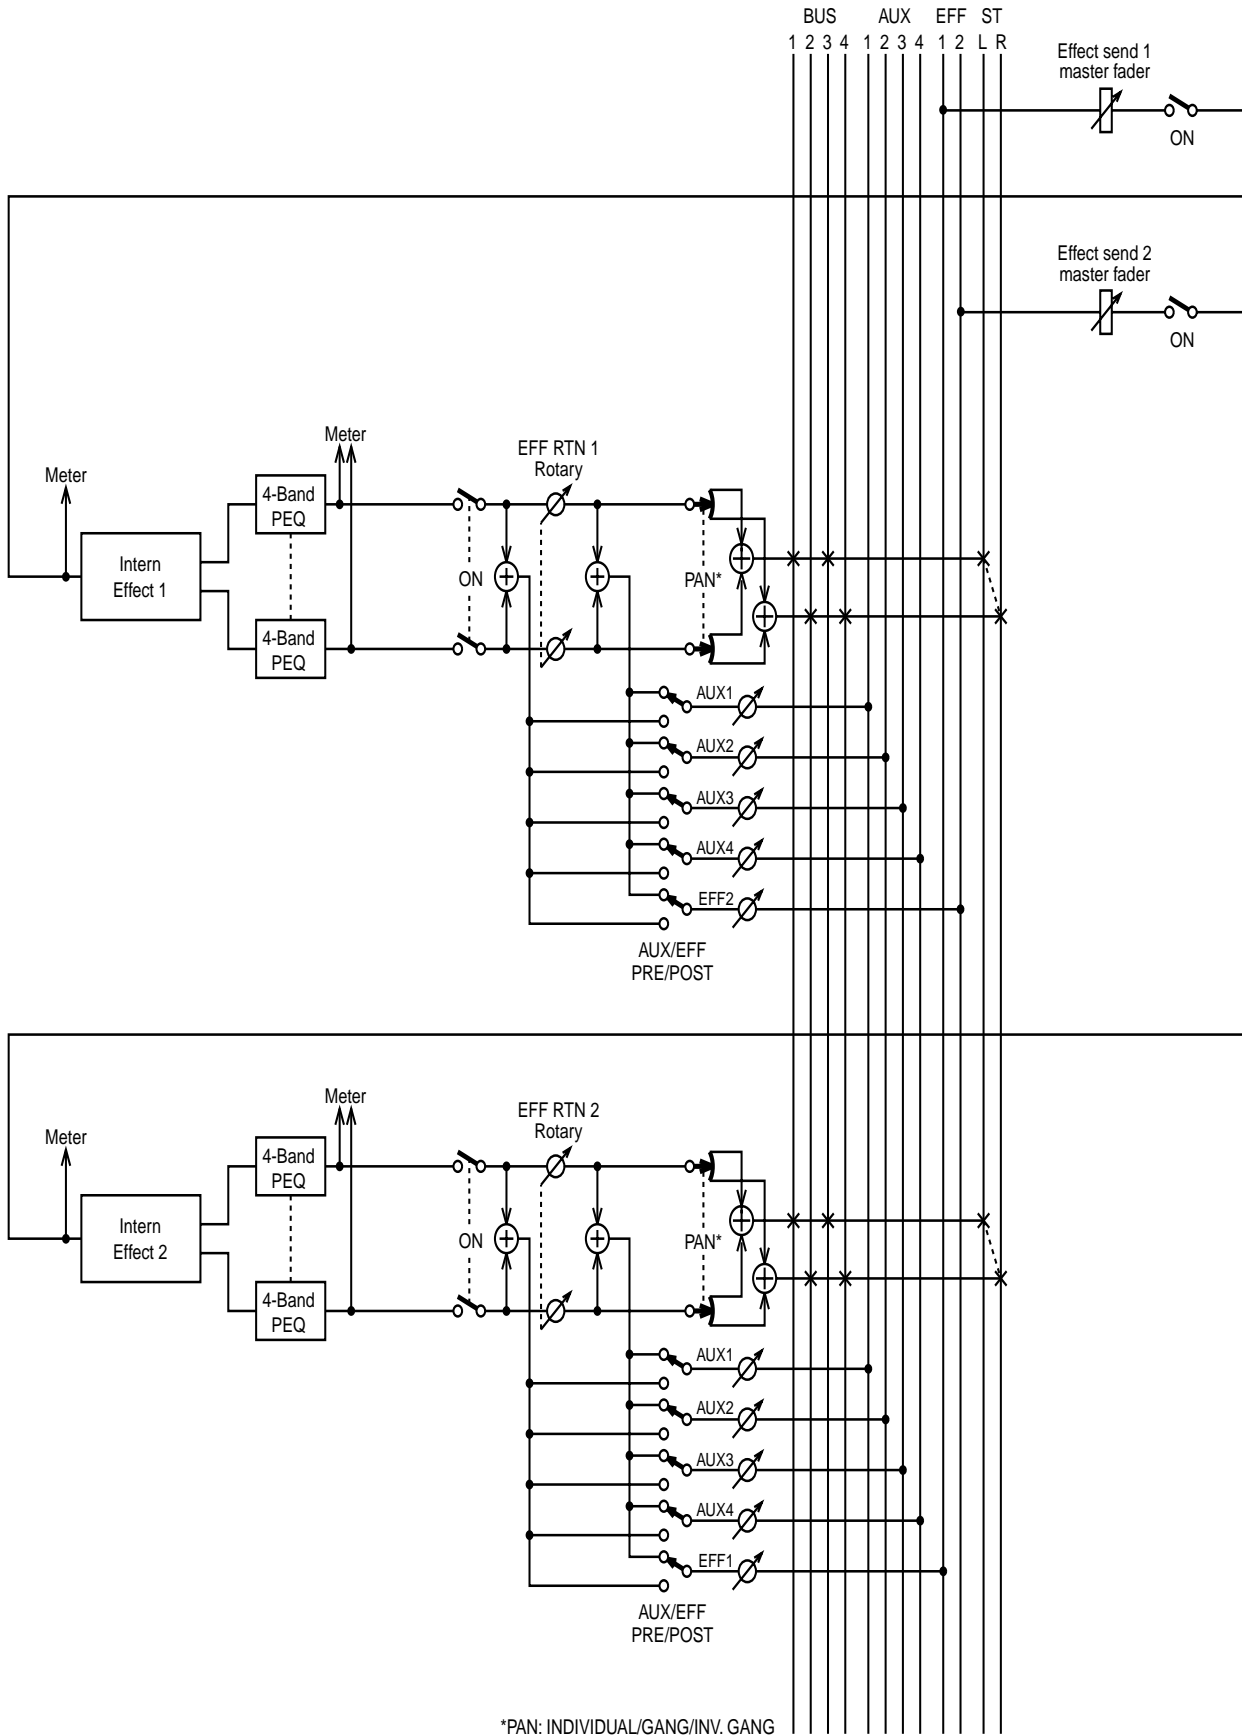 BUS AUX EFF ST
1 2 3 4 1 2 3 4 1 2 L R
Effect send 1
master fader
ON
Effect send 2
master fader
ON
Meter
Meter
4-Band
PEQ
EFF RTN 1
Rotary
Intern
Effect 1
ON
PAN*
4-Band
PEQ
AUX1
AUX2
AUX3
AUX4
EFF2
AUX/EFF
PRE/POST
Meter
Meter
4-Band
PEQ
EFF RTN 2
Rotary
Intern
Effect 2
ON
PAN*
4-Band
PEQ
AUX1
AUX2
AUX3
AUX4
EFF1
AUX/EFF
PRE/POST
*PAN: INDIVIDUAL/GANG/INV. GANG